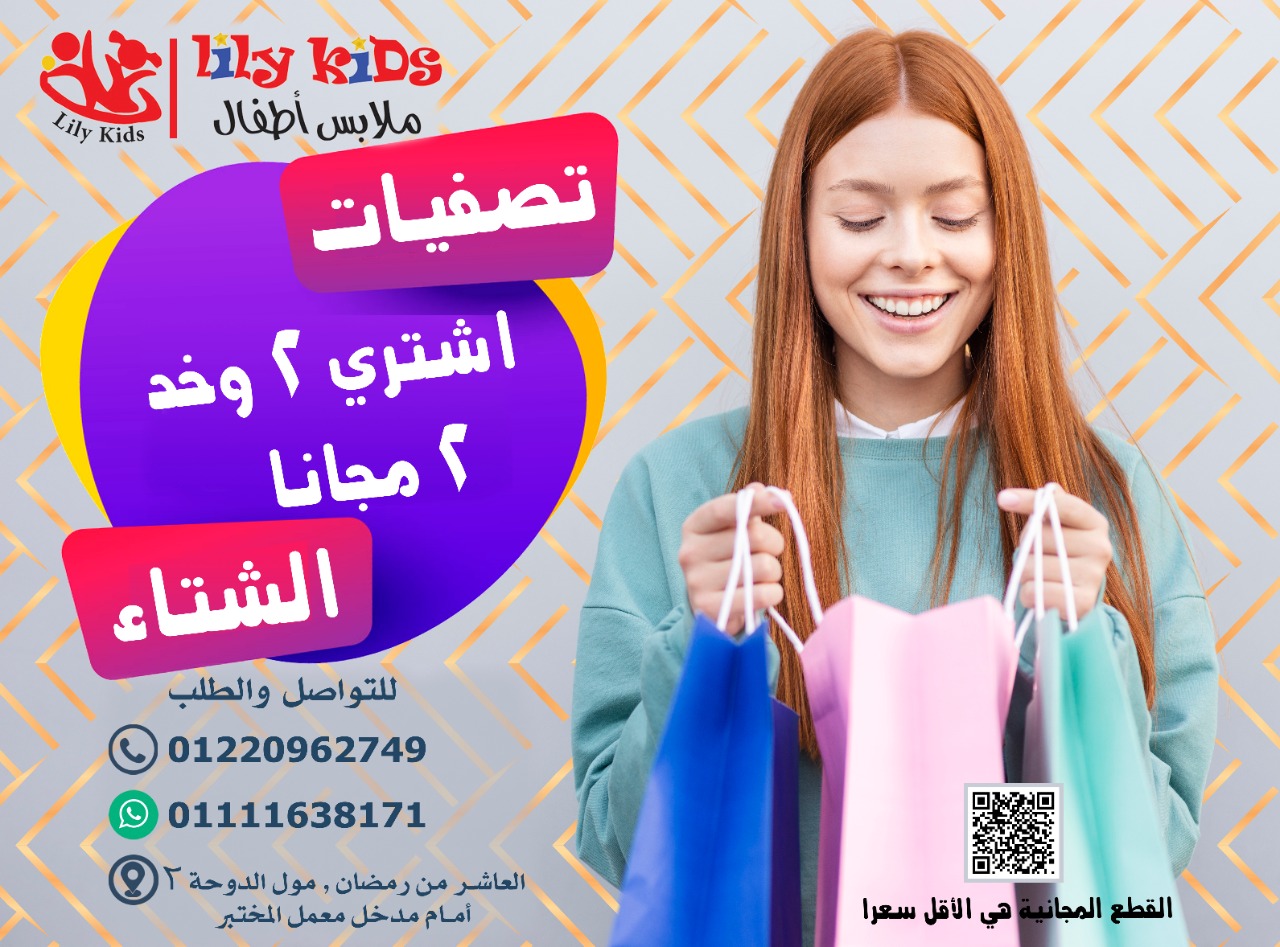 Lily Kids
Lily KiDs
ملابس أطفال
تصفيات
اشتري ٢ وخد
٢ مجانا
الشتاء
للتواصل والطلب
01220962749
01111638171
العاشر من رمضان , مول الدوحة ٢
أمام مدخل معمل المختبر
القطع المجانية هي الأقل سعرا